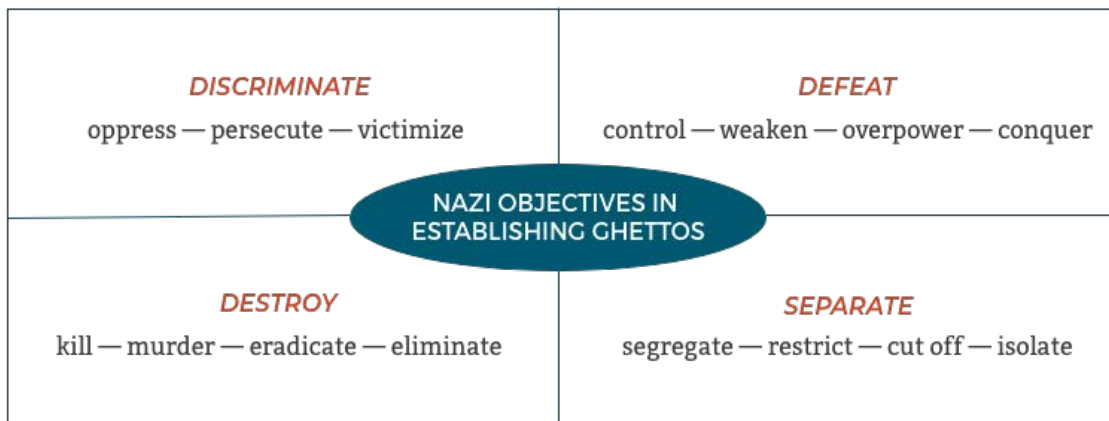 DISCRIMINATE
oppress — persecute — victimize
DEFEAT
control — weaken — overpower — conquer
NAZI OBJECTIVES IN
ESTABLISHING GHETTOS
DESTROY
kill — murder — eradicate — eliminate
SEPARATE
segregate — restrict — cut off — isolate